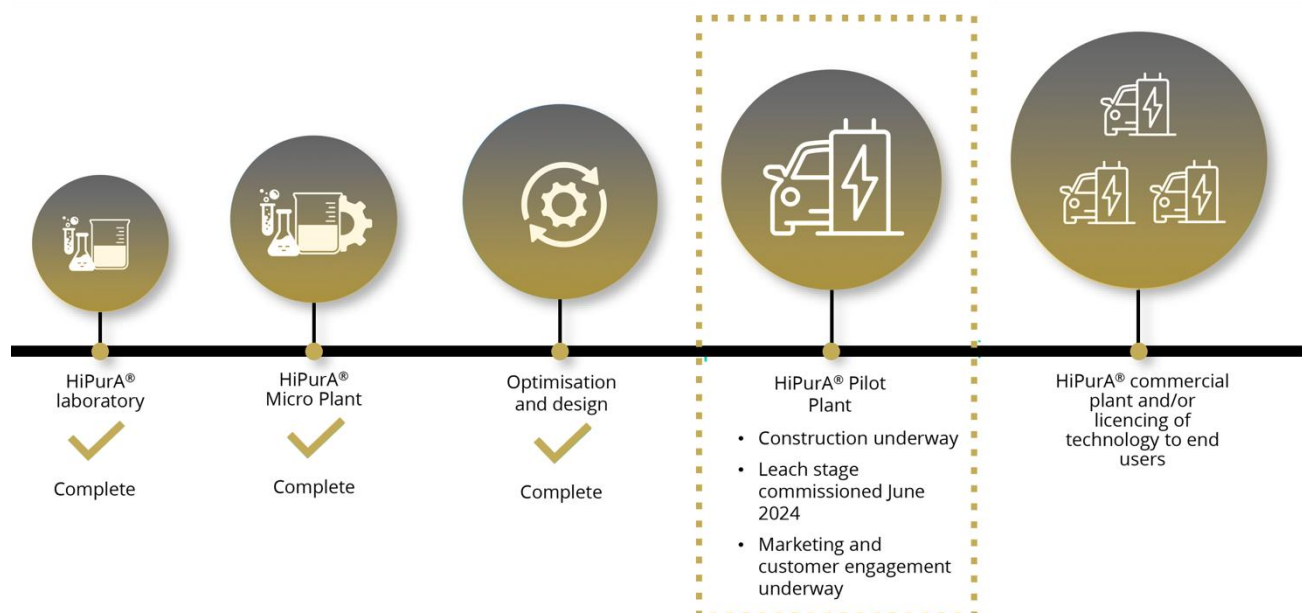 HiPurA®
laboratory
Complete
HiPurA®
Micro Plant
Complete
Optimisation
and design
Complete
HiPurA® Pilot
Plant
• Construction underway
• Leach stage
commissioned June
2024
• Marketing and
customer engagement
underway
HiPurA® commercial
plant and/or
licencing of
technology to end
users